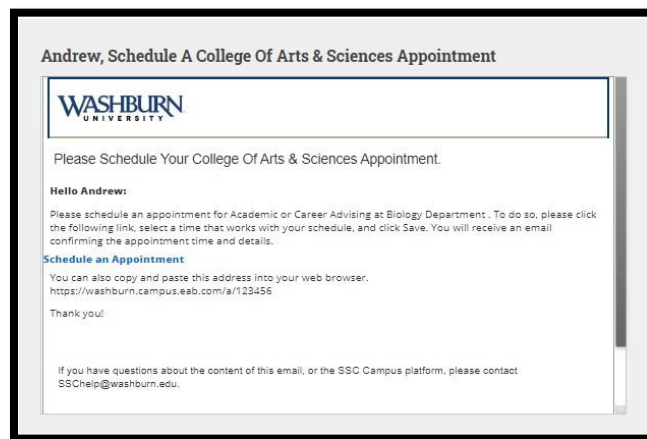 Andrew, Schedule A College Of Arts & Sciences Appointment
WASHBURN
UNIVERSITY
Please Schedule Your College Of Arts & Sciences Appointment.
Hello Andrew:
Please schedule an appointment for Academic or Career Advising at Biology Department . To do so, please click
the following link, select a time that works with your schedule, and click Save. You will receive an email
confirming the appointment time and details.
Schedule an Appointment
You can also copy and paste this address into your web browser.
https://washburn.campus.eab.com/a/123456
Thank you!
If you have questions about the content of this email, or the SSC Campus platform, please contact
SSChelp@washburn.edu.